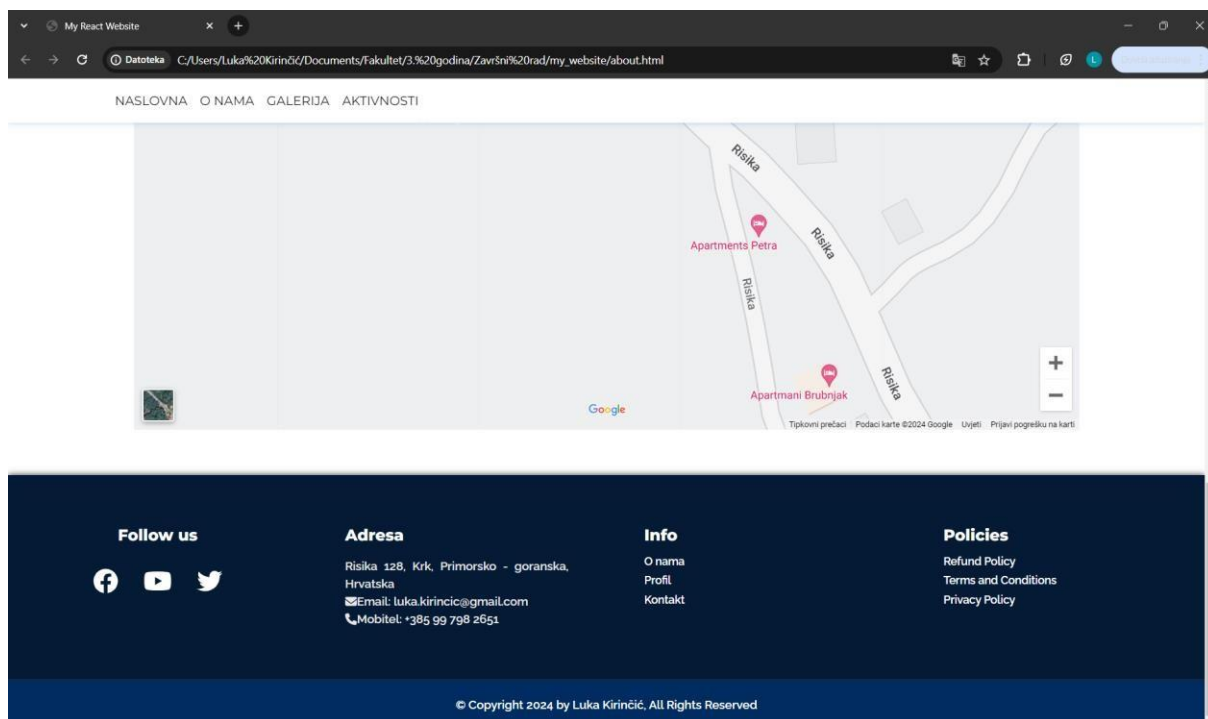 My React Website
Datoteka C:/Users/Luka%20Kirinčić/Documents/Fakultet/3.%20godina/Završni%20rad/my_website/about.html
L
NASLOVNA O NAMA GALERIJA AKTIVNOSTI
Risika
Apartments Petra
Risika
Risika
Risika
Apartmani Brubnjak
Google
Tipkovni prečaci Podaci karte ©2024 Google Uvjeti Prijavi pogrešku na karti
Follow us
Adresa
Risika 128, Krk, Primorsko - goranska,
Hrvatska
Email: luka.kirincic@gmail.com
Mobitel: +385 99 798 2651
Info
O nama
Profil
Kontakt
Policies
Refund Policy
Terms and Conditions
Privacy Policy
© Copyright 2024 by Luka Kirinčić, All Rights Reserved